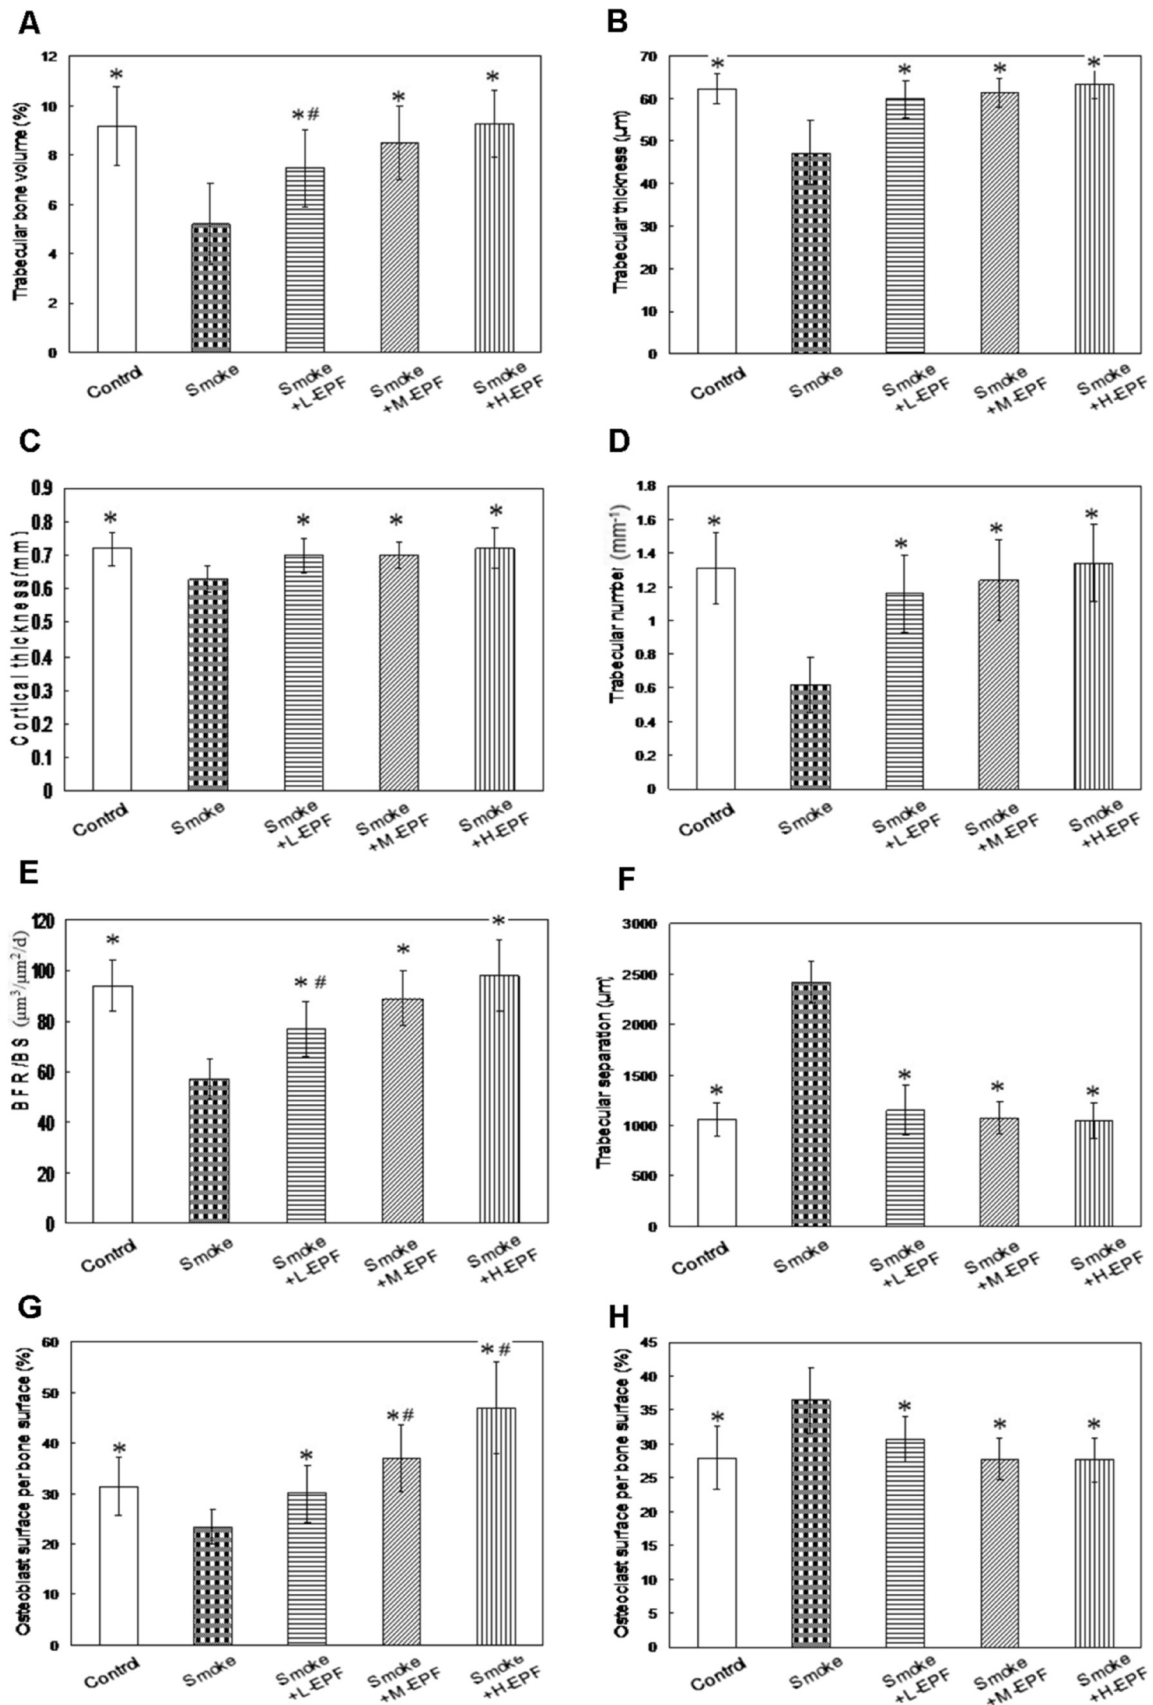 A
Trabecular bone volume (%)
12
10
8
6
4
2
0
*
*#
*
*
Control
Smoke
Smoke
+L-EPF
Smoke
+M-EPF
Smoke
+H-EPF
B
Trabecular thickness (μm)
70
60
50
40
30
20
10
0
*
*
*
*
Control
Smoke
Smoke
+L-EPF
Smoke
+M-EPF
Smoke
+H-EPF
C
Cortical thickness(mm)
0.9
0.8
0.7
0.6
0.5
0.4
0.3
0.2
0.1
0
*
*
*
*
Control
Smoke
Smoke
+L-EPF
Smoke
+M-EPF
Smoke
+H-EPF
D
Trabecular number (mm⁻¹)
1.8
1.6
1.4
1.2
1
0.8
0.6
0.4
0.2
0
*
*
*
*
Control
Smoke
Smoke
+L-EPF
Smoke
+M-EPF
Smoke
+H-EPF
E
BFR/BS (μm³/μm²/d)
120
100
80
60
40
20
0
*
* #
*
*
Control
Smoke
Smoke
+L-EPF
Smoke
+M-EPF
Smoke
+H-EPF
F
Trabecular separation (μm)
3000
2500
2000
1500
1000
500
0
*
*
*
*
Control
Smoke
Smoke
+L-EPF
Smoke
+M-EPF
Smoke
+H-EPF
G
Osteoblast surface per bone surface (%)
60
50
40
30
20
10
0
*
*
*#
*#
Control
Smoke
Smoke
+L-EPF
Smoke
+M-EPF
Smoke
+H-EPF
H
Osteoclast surface per bone surface (%)
45
40
35
30
25
20
15
10
5
0
*
*
*
*
Control
Smoke
Smoke
+L-EPF
Smoke
+M-EPF
Smoke
+H-EPF